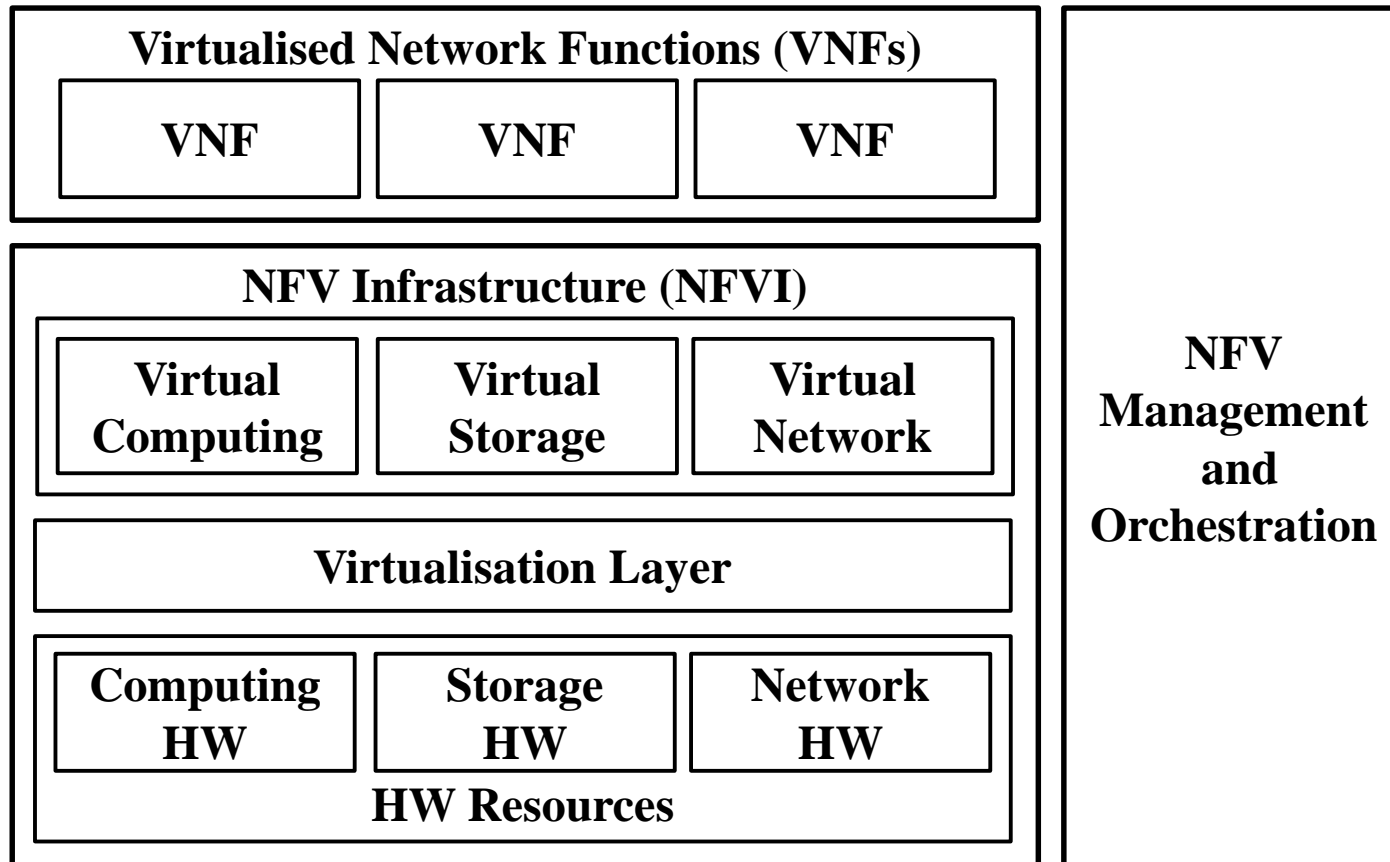 Virtualised Network Functions (VNFs)
VNF
VNF
VNF
NFV Infrastructure (NFVI)
Virtual
Computing
Virtual
Storage
Virtual
Network
Virtualisation Layer
Computing
HW
Storage
HW
Network
HW
HW Resources
NFV
Management
and
Orchestration